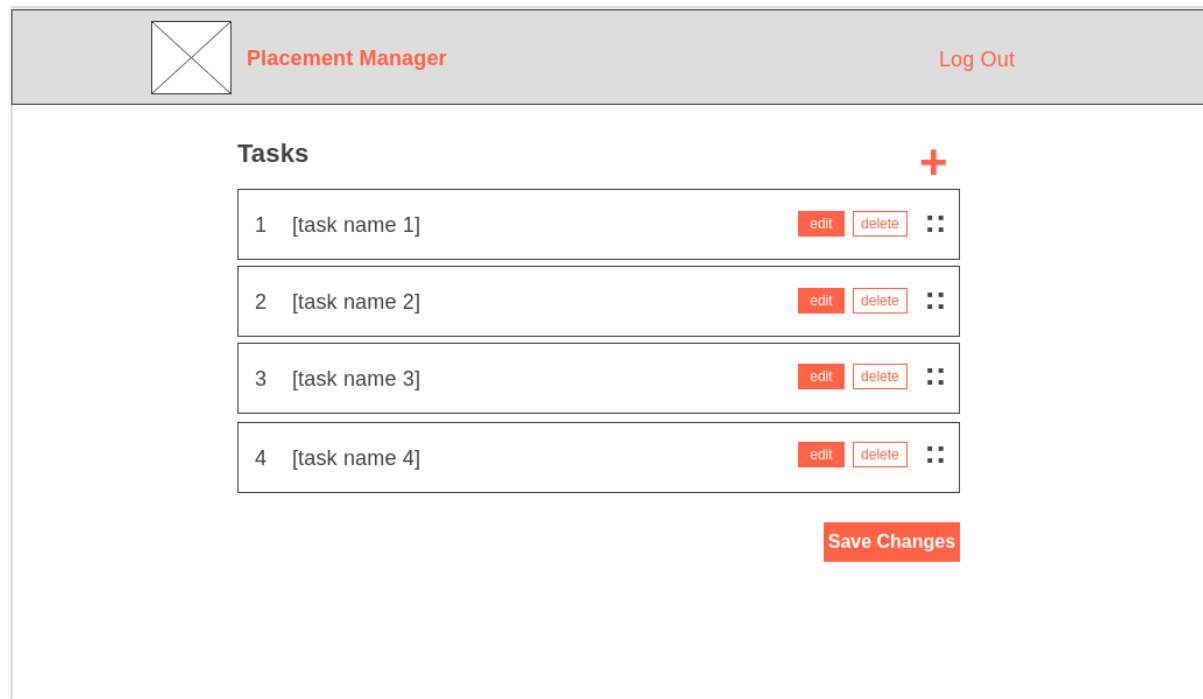 Placement Manager Log Out
Tasks +
1 [task name 1] edit delete
2 [task name 2] edit delete
3 [task name 3] edit delete
4 [task name 4] edit delete
Save Changes